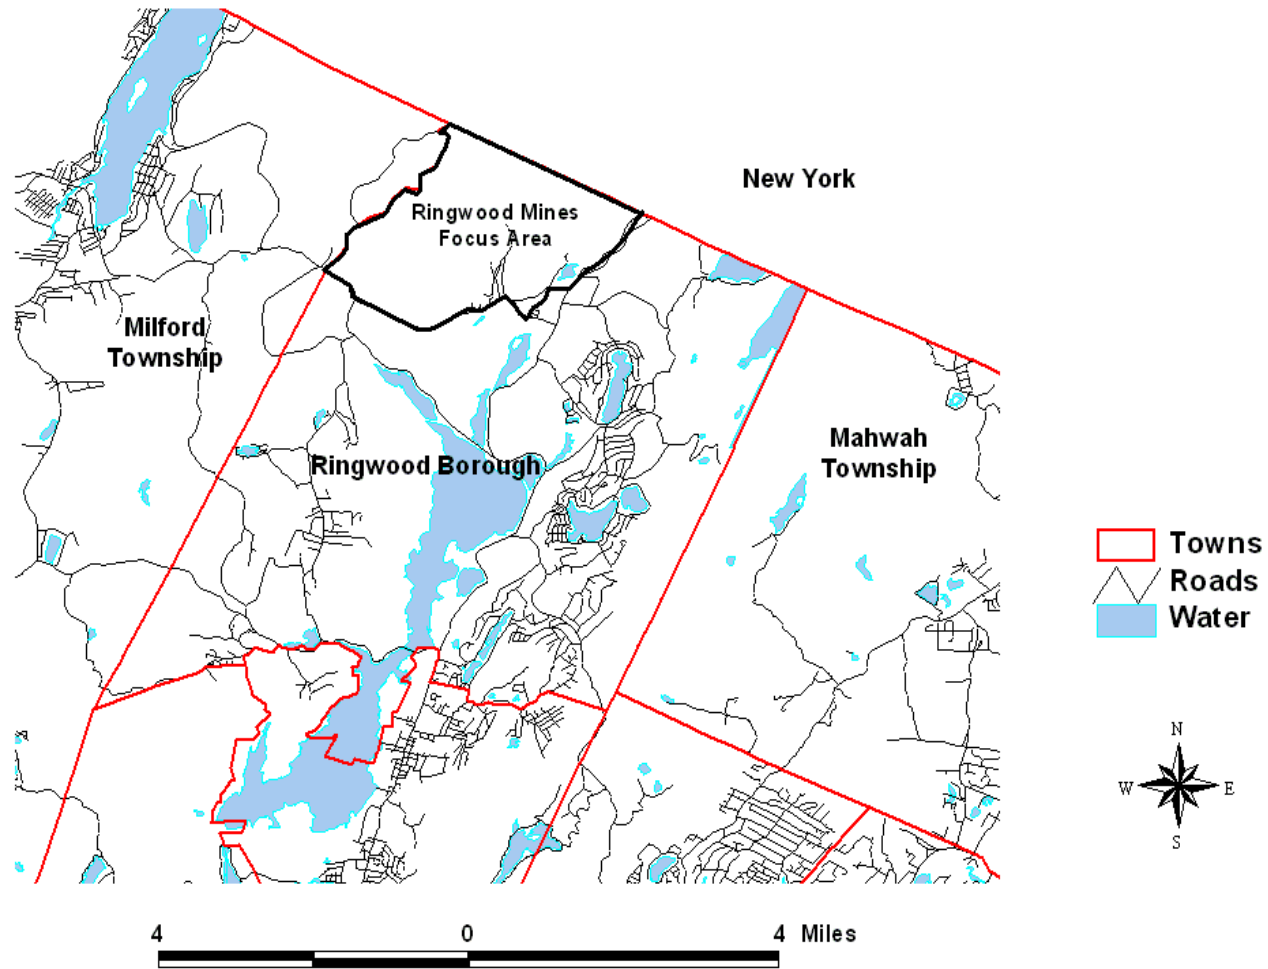 New York
Ringwood Mines
Focus Area
Milford
Township
Ringwood Borough
Mahwah
Township
Towns
Roads
Water
N
W
E
S
4
0
4 Miles